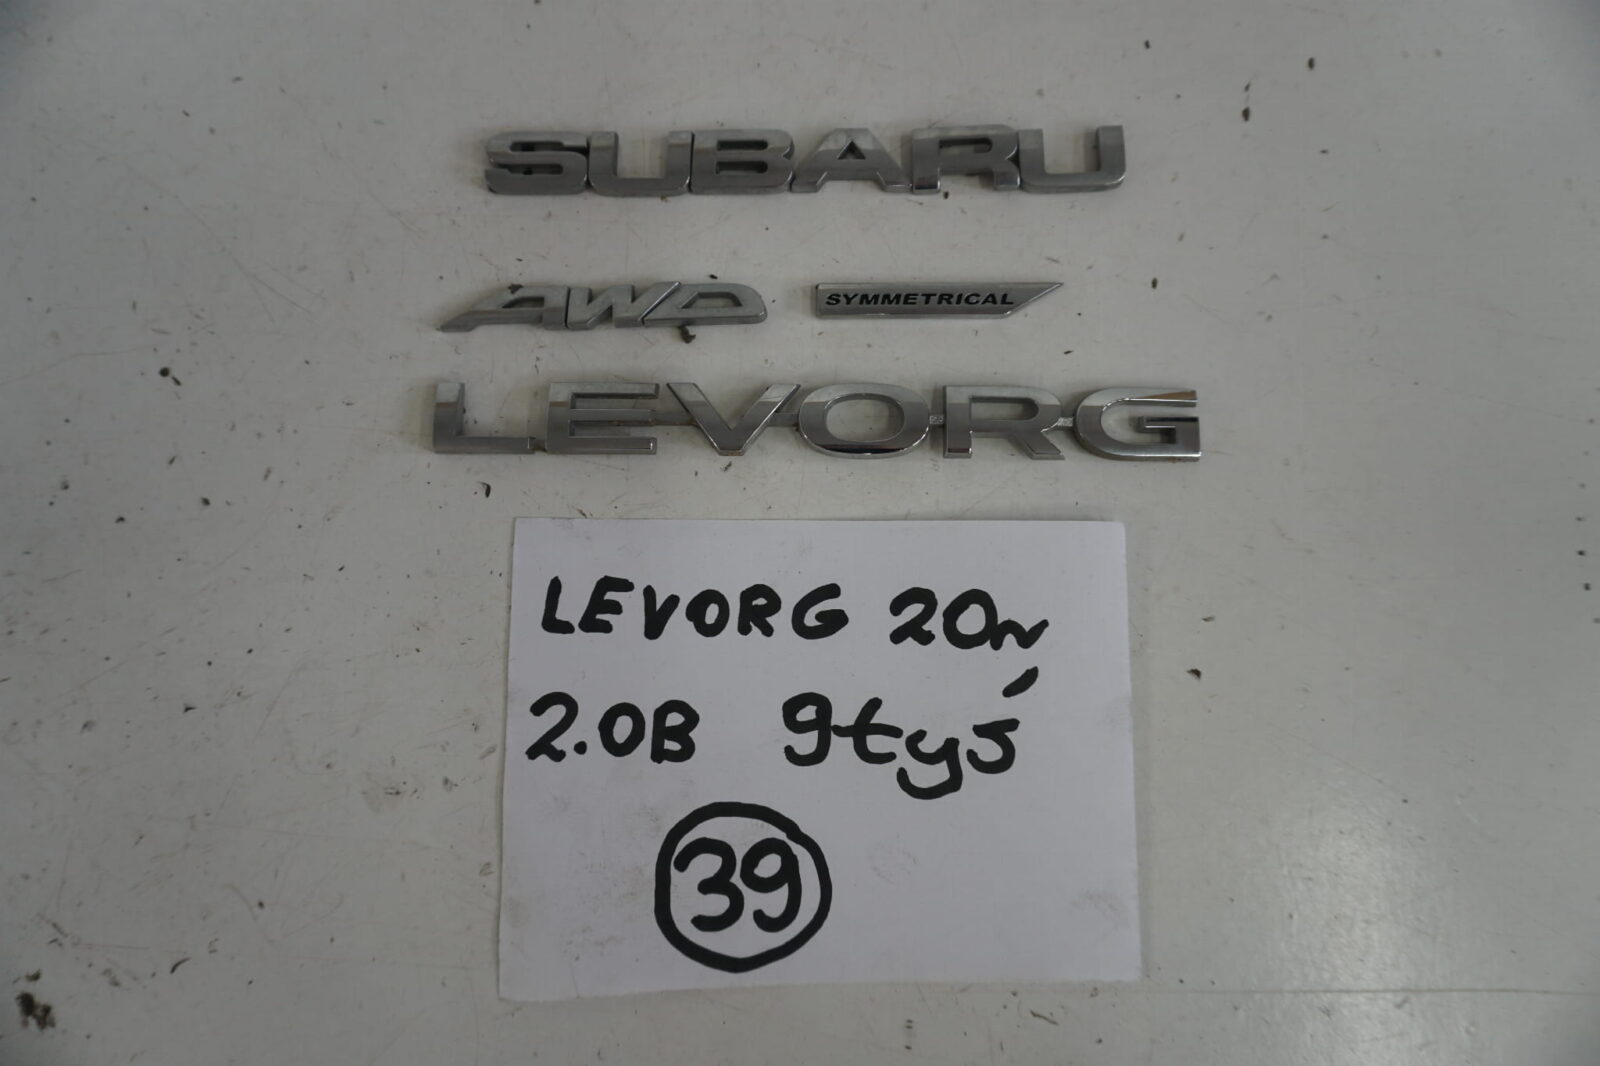 SUBARU
AWD SYMMETRICAL
LEVORG
LEVORG 20r
2.0B 9tyś
39